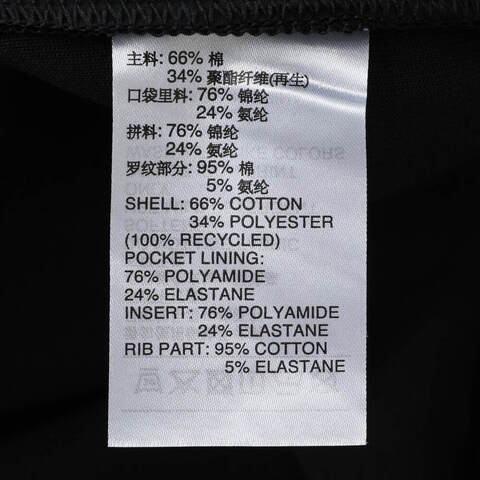 主料: 66% 棉
34% 聚酯纤维(再生)
口袋里料: 76% 锦纶
24% 氨纶
拼料: 76% 锦纶
24% 氨纶
罗纹部分: 95% 棉
5% 氨纶
SHELL: 66% COTTON
34% POLYESTER
(100% RECYCLED)
POCKET LINING:
76% POLYAMIDE
24% ELASTANE
INSERT: 76% POLYAMIDE
24% ELASTANE
RIB PART: 95% COTTON
5% ELASTANE